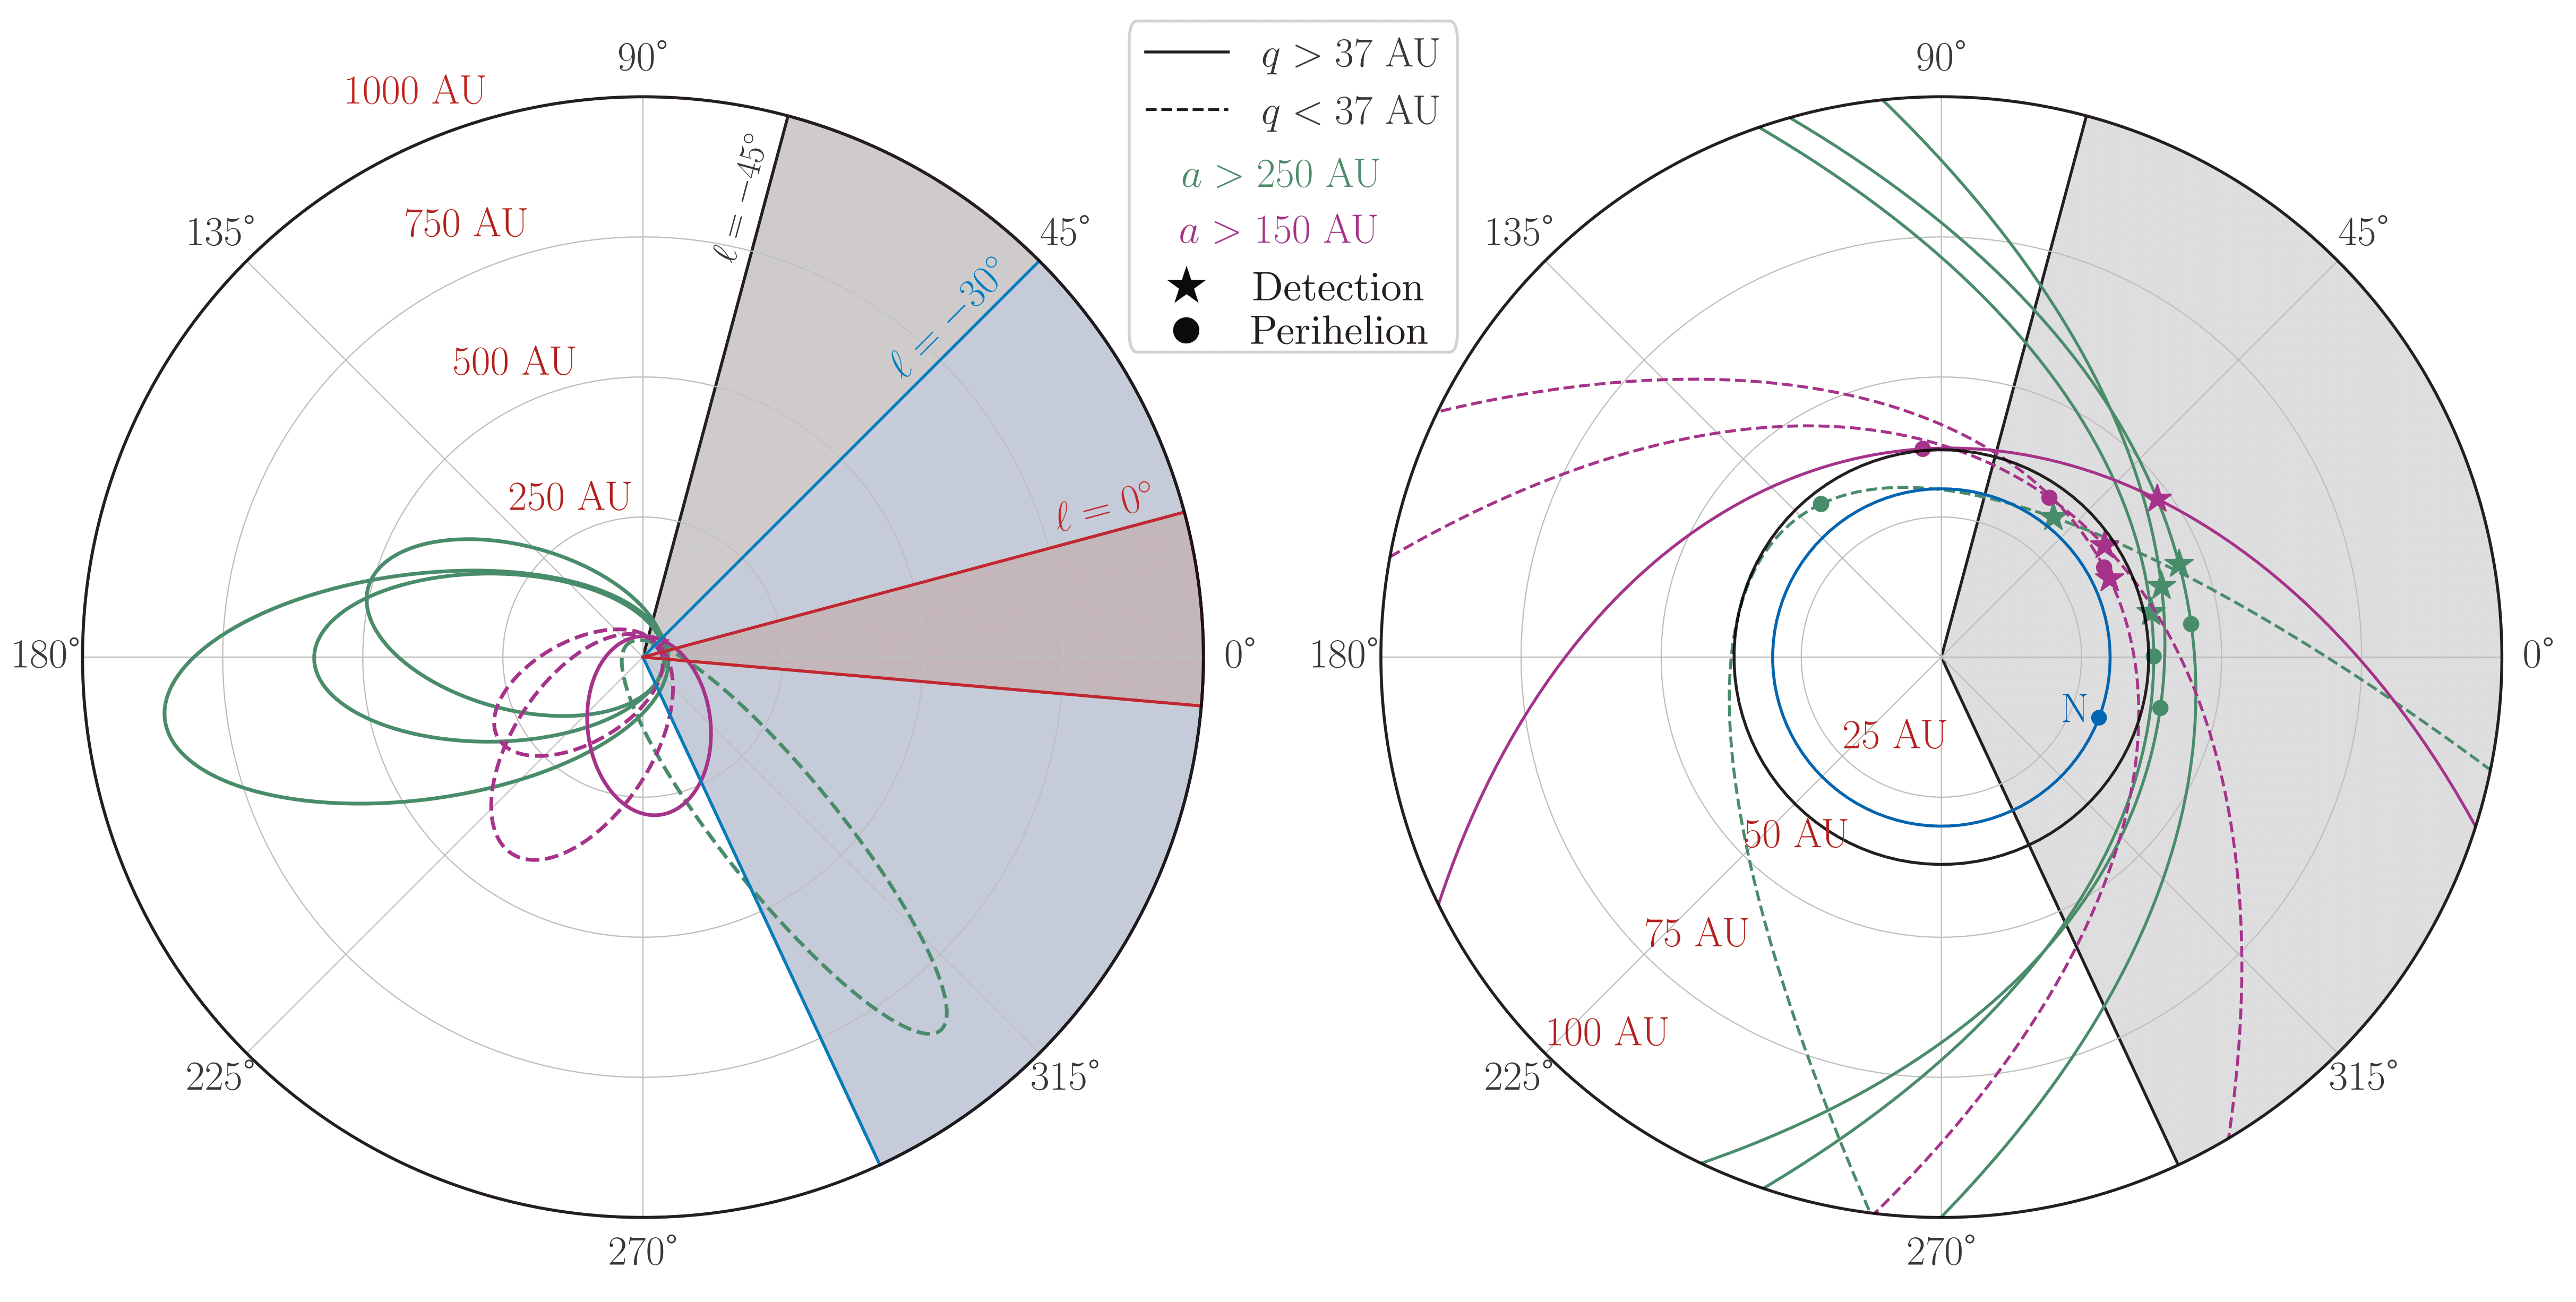 90°
1000 AU
ℓ = −45°
135°
750 AU
45°
ℓ = −30°
500 AU
250 AU
ℓ = 0°
180°
0°
225°
315°
270°
q > 37 AU
q < 37 AU
a > 250 AU
a > 150 AU
Detection
Perihelion
90°
135°
45°
180°
0°
N
25 AU
50 AU
75 AU
100 AU
225°
315°
270°